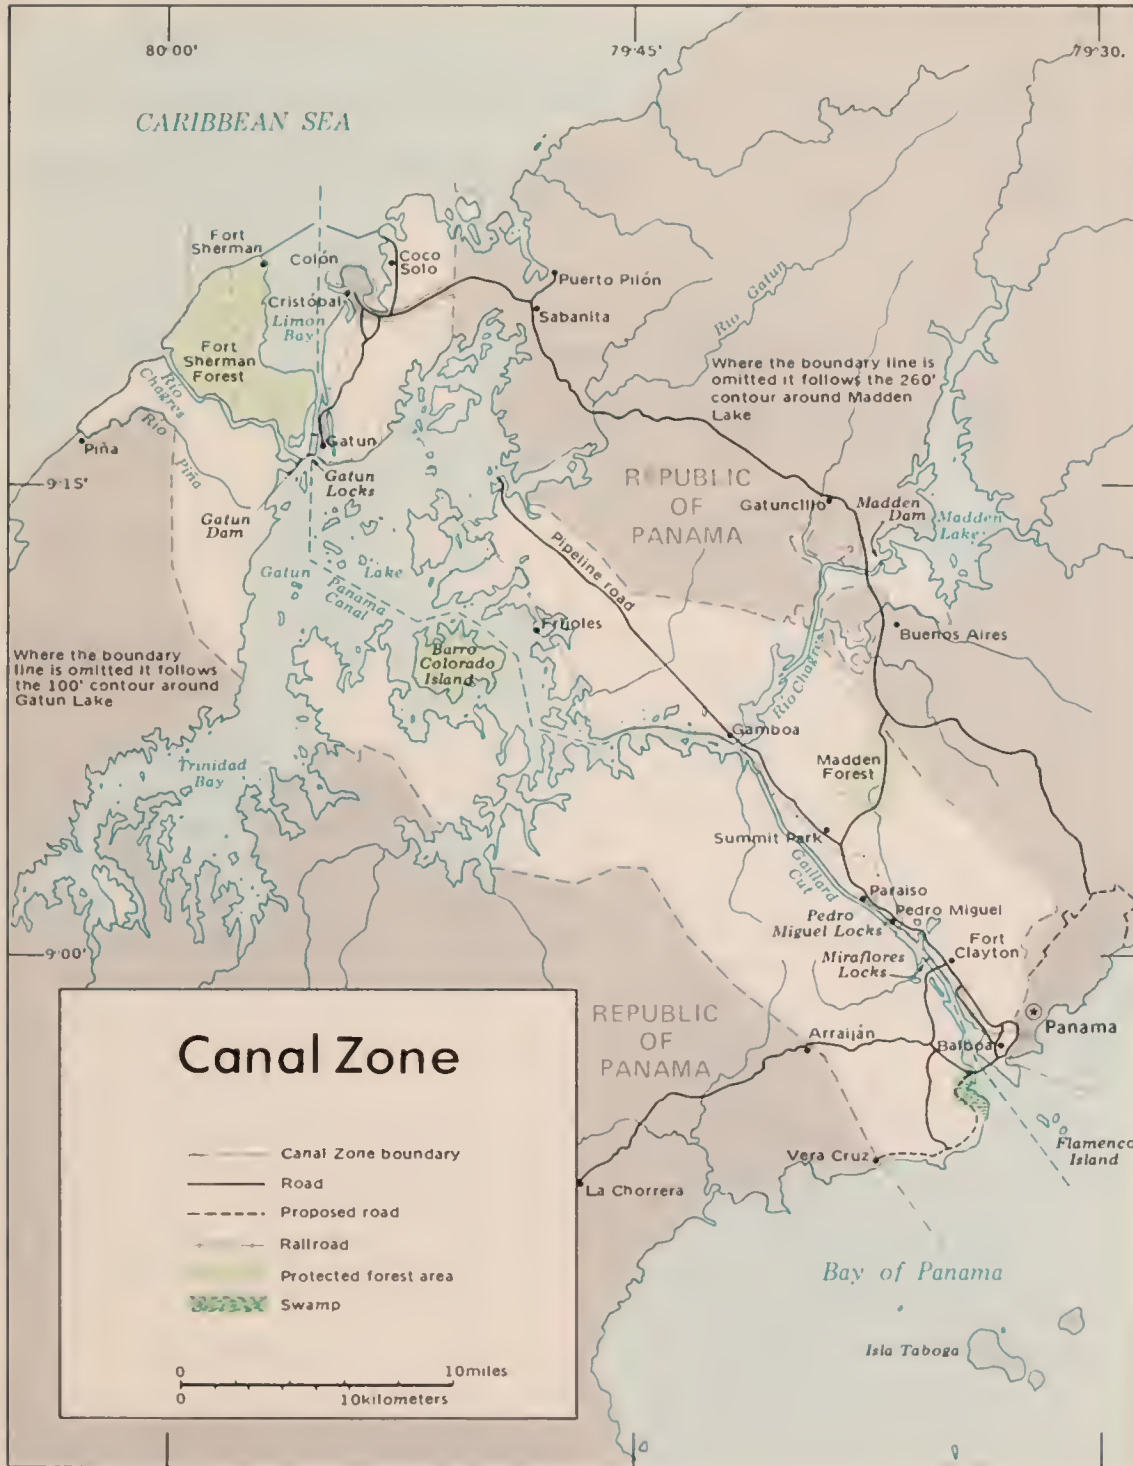 80·00'
79·45'
79·30.
CARIBBEAN SEA
Fort
Sherman
Colón
Coco
Solo
Cristóbal
Limon
Bay
Puerto Pilón
Sabanita
Rio Gatun
Fort
Sherman
Forest
Rio
Chagres
Where the boundary line is
omitted it follows the 260'
contour around Madden
Lake
Piña
Rio Piña
Gatun
9·15'
Gatun
Locks
Gatun
Dam
REPUBLIC
OF
PANAMA
Gatuncillo
Madden
Dam
Madden
Lake
Pipeline road
Gatun Lake
Panama
Canal
Frijoles
Buenos Aires
Where the boundary
line is omitted it follows
the 100' contour around
Gatun Lake
Barro
Colorado
Island
Rio Chagres
Gamboa
Trinidad
Bay
Madden
Forest
Summit Park
Gaillard
Cut
Paraiso
Pedro
Miguel Locks
Pedro Miguel
Fort
Clayton
9·00'
Miraflores
Locks
REPUBLIC
OF
PANAMA
Arraiján
Balboa
Panama
Flamenco
Island
Vera Cruz
La Chorrera
Bay of Panama
Isla Taboga
Canal Zone
Canal Zone boundary
Road
Proposed road
Railroad
Protected forest area
Swamp
0 10miles
0 10kilometers